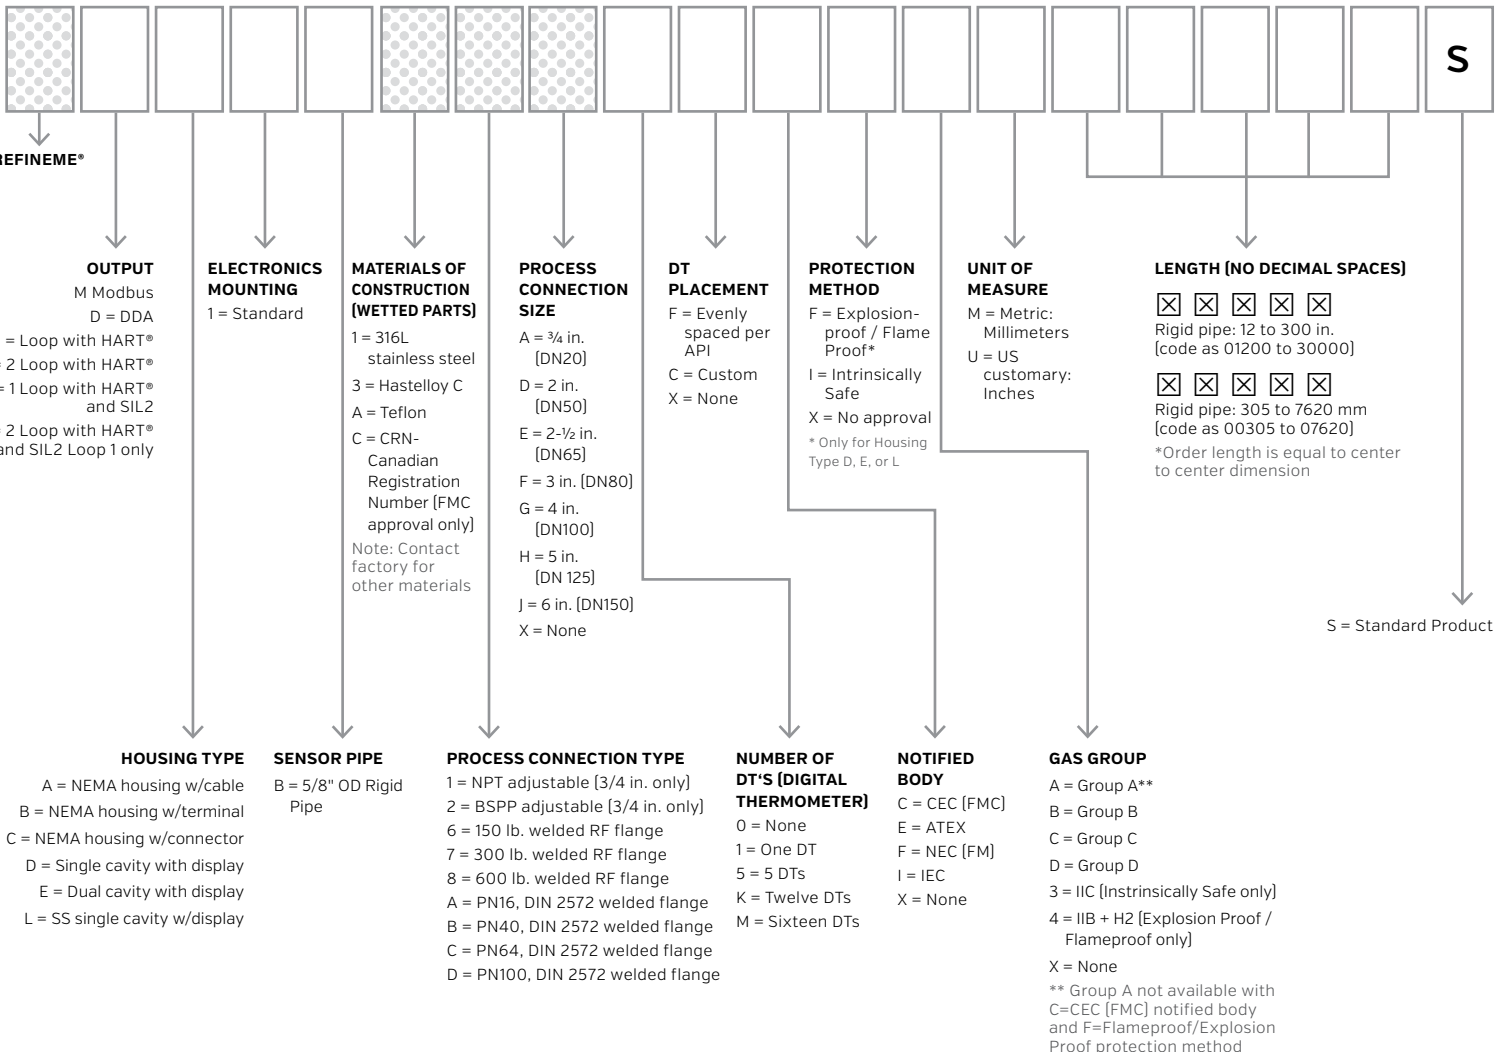 S
REFINEME®
OUTPUT
M Modbus
D = DDA
= Loop with HART®
= 2 Loop with HART®
= 1 Loop with HART®
and SIL2
= 2 Loop with HART®
and SIL2 Loop 1 only
ELECTRONICS
MOUNTING
1 = Standard
MATERIALS OF
CONSTRUCTION
(WETTED PARTS)
1 = 316L
stainless steel
3 = Hastelloy C
A = Teflon
C = CRN-
Canadian
Registration
Number (FMC
approval only)
Note: Contact
factory for
other materials
PROCESS
CONNECTION
SIZE
A = ¾ in.
(DN20)
D = 2 in.
(DN50)
E = 2-½ in.
(DN65)
F = 3 in. (DN80)
G = 4 in.
(DN100)
H = 5 in.
(DN 125)
J = 6 in. (DN150)
X = None
DT
PLACEMENT
F = Evenly
spaced per
API
C = Custom
X = None
PROTECTION
METHOD
F = Explosion-
proof / Flame
Proof*
I = Intrinsically
Safe
X = No approval
* Only for Housing
Type D, E, or L
UNIT OF
MEASURE
M = Metric:
Millimeters
U = US
customary:
Inches
LENGTH (NO DECIMAL SPACES)
Rigid pipe: 12 to 300 in.
(code as 01200 to 30000)
Rigid pipe: 305 to 7620 mm
(code as 00305 to 07620)
*Order length is equal to center
to center dimension
S = Standard Product
HOUSING TYPE
A = NEMA housing w/cable
B = NEMA housing w/terminal
C = NEMA housing w/connector
D = Single cavity with display
E = Dual cavity with display
L = SS single cavity w/display
SENSOR PIPE
B = 5/8" OD Rigid
Pipe
PROCESS CONNECTION TYPE
1 = NPT adjustable (3/4 in. only)
2 = BSPP adjustable (3/4 in. only)
6 = 150 lb. welded RF flange
7 = 300 lb. welded RF flange
8 = 600 lb. welded RF flange
A = PN16, DIN 2572 welded flange
B = PN40, DIN 2572 welded flange
C = PN64, DIN 2572 welded flange
D = PN100, DIN 2572 welded flange
NUMBER OF
DT'S (DIGITAL
THERMOMETER)
0 = None
1 = One DT
5 = 5 DTs
K = Twelve DTs
M = Sixteen DTs
NOTIFIED
BODY
C = CEC (FMC)
E = ATEX
F = NEC (FM)
I = IEC
X = None
GAS GROUP
A = Group A**
B = Group B
C = Group C
D = Group D
3 = IIC (Instrinsically Safe only)
4 = IIB + H2 (Explosion Proof /
Flameproof only)
X = None
** Group A not available with
C=CEC (FMC) notified body
and F=Flameproof/Explosion
Proof protection method